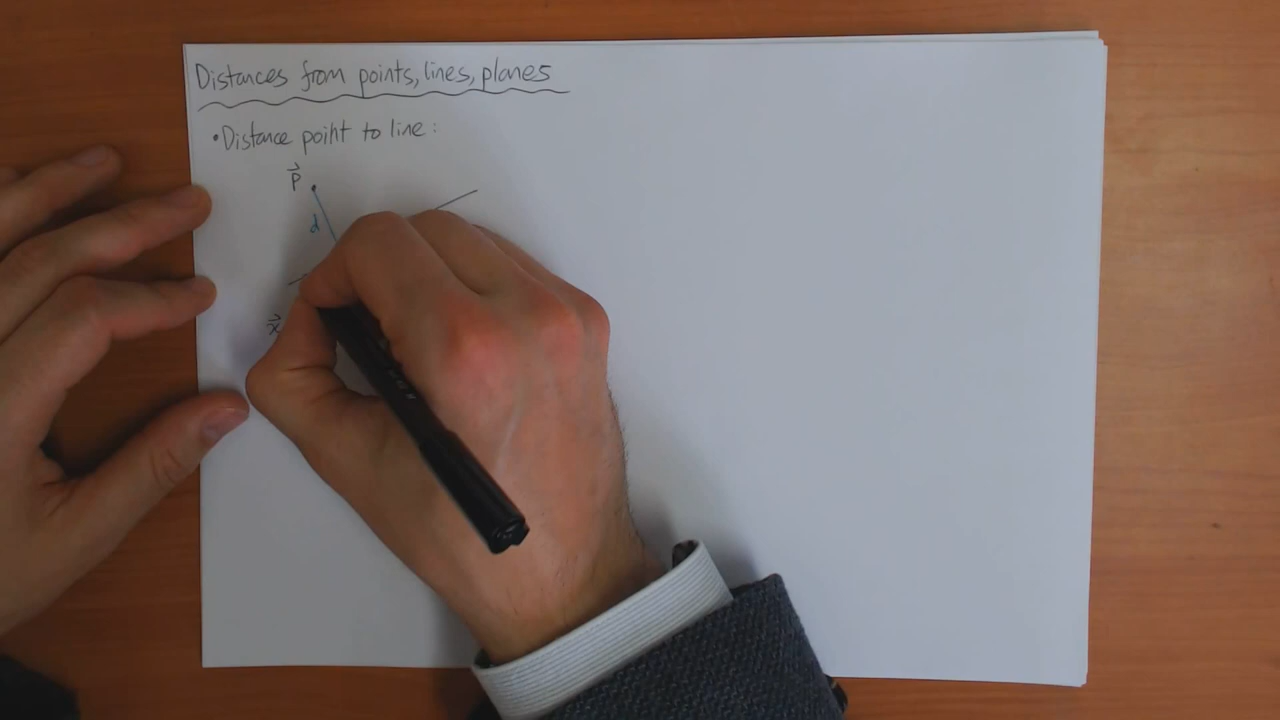 Distances from points, lines, planes
•Distance point to line:
p⃗
d
x⃗